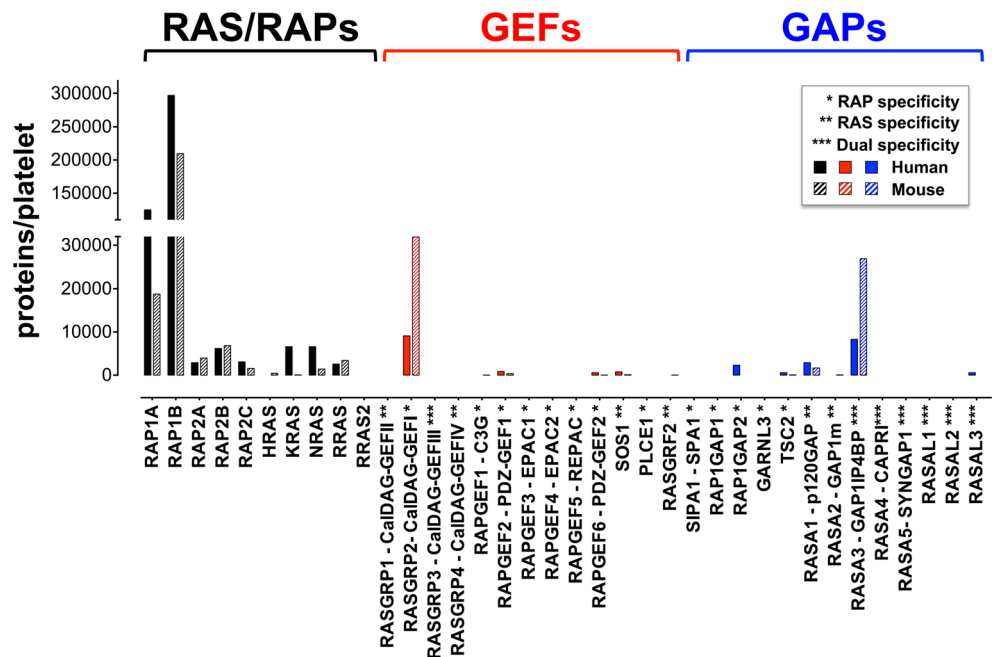 RAS/RAPs GEFs GAPs
* RAP specificity
** RAS specificity
*** Dual specificity
Human
Mouse
proteins/platelet
300000
250000
200000
150000
30000
20000
10000
0
RAP1A
RAP1B
RAP2A
RAP2B
RAP2C
HRAS
KRAS
NRAS
RRAS
RRAS2
RASGRP1 - CalDAG-GEFII **
RASGRP2- CalDAG-GEFI *
RASGRP3 - CalDAG-GEFIII ***
RASGRP4 - CalDAG-GEFIV **
RAPGEF1 - C3G *
RAPGEF2 - PDZ-GEF1 *
RAPGEF3 - EPAC1 *
RAPGEF4 - EPAC2 *
RAPGEF5 - REPAC *
RAPGEF6 - PDZ-GEF2 *
SOS1 **
PLCE1 *
RASGRF2 **
SIPA1 - SPA1 *
RAP1GAP1 *
RAP1GAP2 *
GARNL3 *
TSC2 *
RASA1 - p120GAP **
RASA2 - GAP1m **
RASA3 - GAP1IP4BP ***
RASA4 - CAPRI***
RASA5- SYNGAP1 ***
RASAL1 ***
RASAL2 ***
RASAL3 ***